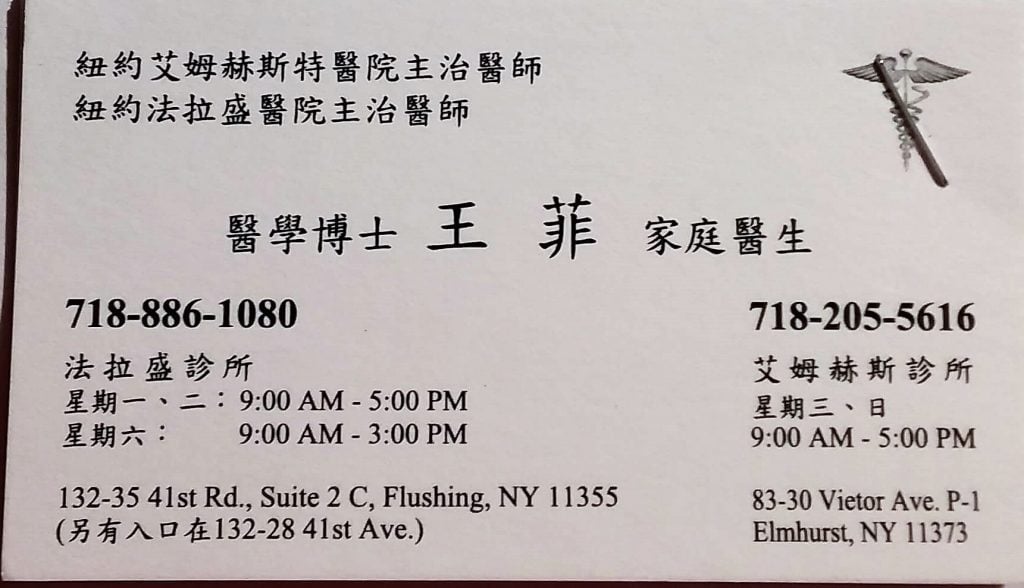 紐約艾姆赫斯特醫院主治醫師
紐約法拉盛醫院主治醫師
醫學博士 王 菲 家庭醫生
718-886-1080
法拉盛診所
星期一、二：9:00 AM - 5:00 PM
星期六： 9:00 AM - 3:00 PM
132-35 41st Rd., Suite 2 C, Flushing, NY 11355
(另有入口在132-28 41st Ave.)
718-205-5616
艾姆赫斯診所
星期三、日
9:00 AM - 5:00 PM
83-30 Vietor Ave. P-1
Elmhurst, NY 11373